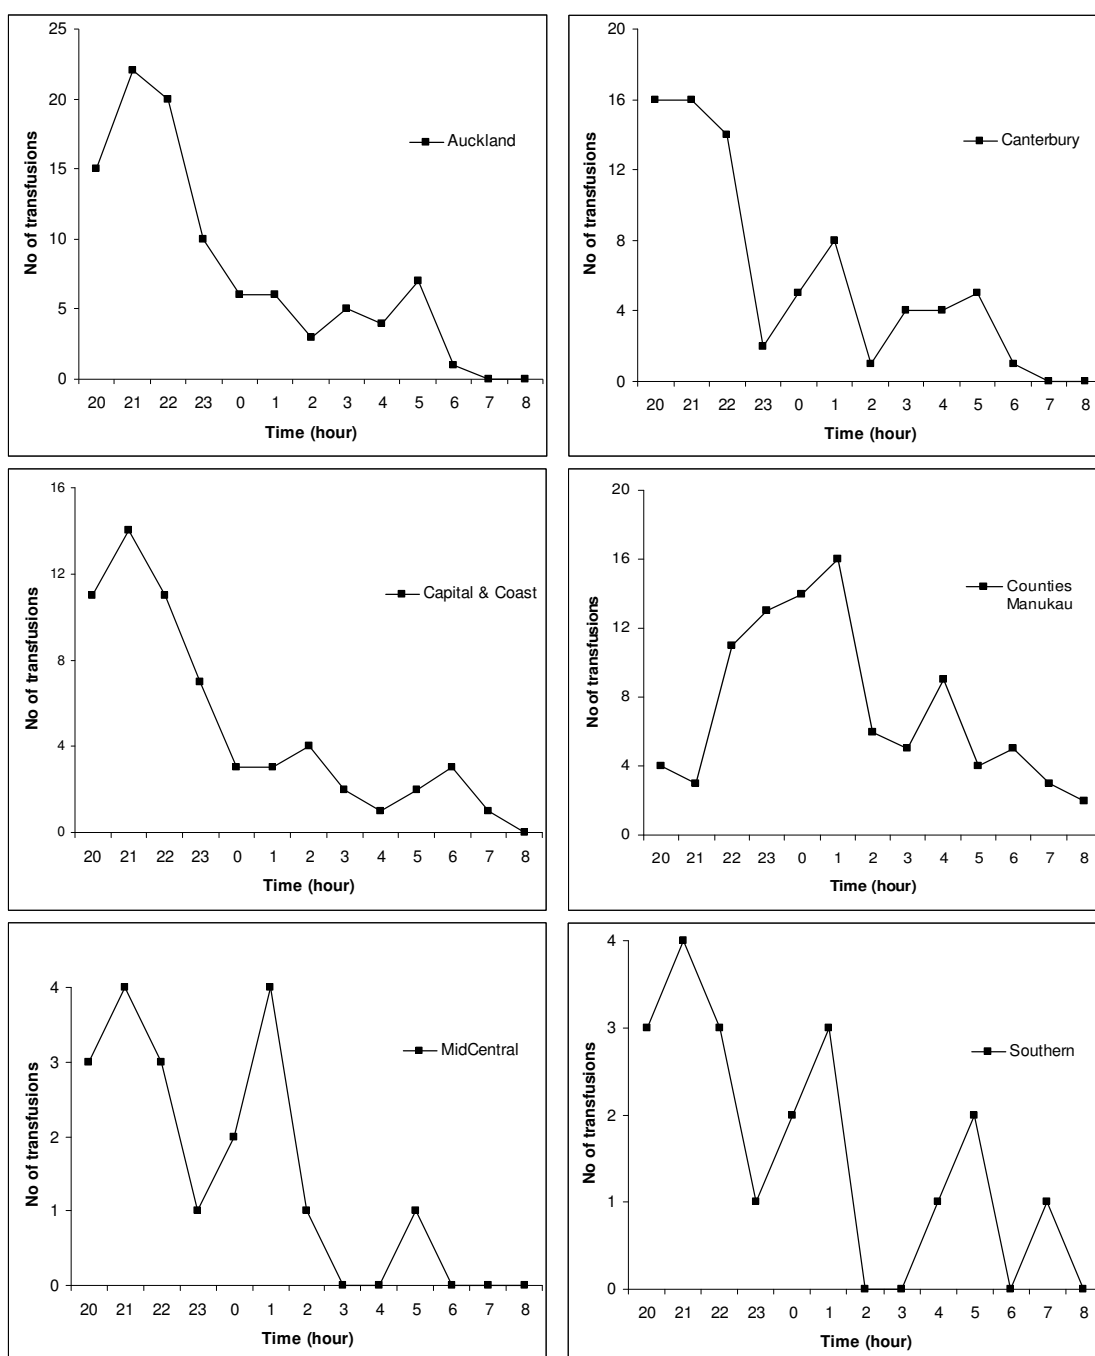 25
20
15
10
5
0
No of transfusions
Auckland
20 21 22 23 0 1 2 3 4 5 6 7 8
Time (hour)
20
16
12
8
4
0
No of transfusions
Canterbury
20 21 22 23 0 1 2 3 4 5 6 7 8
Time (hour)
16
12
8
4
0
No of transfusions
Capital & Coast
20 21 22 23 0 1 2 3 4 5 6 7 8
Time (hour)
20
16
12
8
4
0
No of transfusions
Counties
Manukau
20 21 22 23 0 1 2 3 4 5 6 7 8
Time (hour)
4
3
2
1
0
No of transfusions
MidCentral
20 21 22 23 0 1 2 3 4 5 6 7 8
Time (hour)
4
3
2
1
0
No of transfusions
Southern
20 21 22 23 0 1 2 3 4 5 6 7 8
Time (hour)